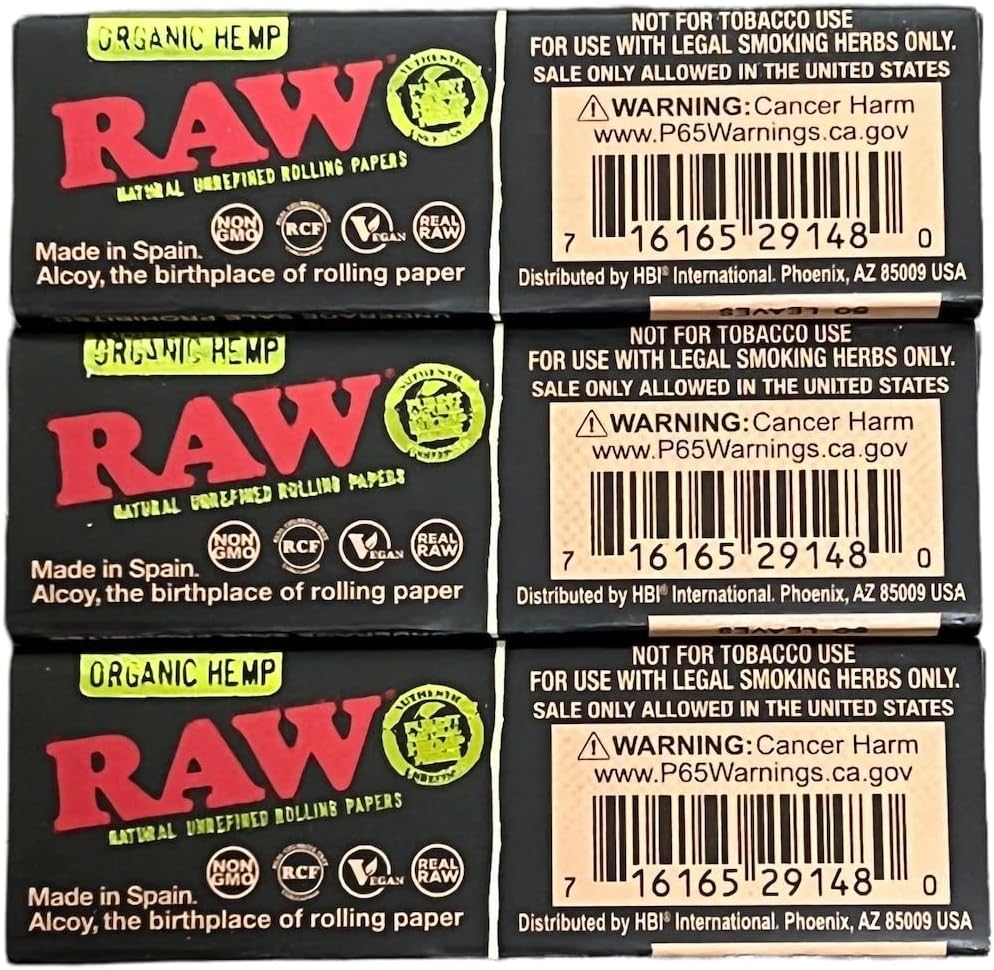 ORGANIC HEMP
RAW®
AUTHENTIC
NATURAL UNREFINED ROLLING PAPERS
NON GMO
RCF
VEGAN
REAL RAW
Made in Spain.
Alcoy, the birthplace of rolling paper
NOT FOR TOBACCO USE
FOR USE WITH LEGAL SMOKING HERBS ONLY.
SALE ONLY ALLOWED IN THE UNITED STATES
⚠WARNING: Cancer Harm
www.P65Warnings.ca.gov
7 16165 29148 0
Distributed by HBI® International. Phoenix, AZ 85009 USA
UNDERAGE SALE PROHIBITED
LEAVES
ORGANIC HEMP
RAW®
AUTHENTIC
NATURAL UNREFINED ROLLING PAPERS
NON GMO
RCF
VEGAN
REAL RAW
Made in Spain.
Alcoy, the birthplace of rolling paper
NOT FOR TOBACCO USE
FOR USE WITH LEGAL SMOKING HERBS ONLY.
SALE ONLY ALLOWED IN THE UNITED STATES
⚠WARNING: Cancer Harm
www.P65Warnings.ca.gov
7 16165 29148 0
Distributed by HBI® International. Phoenix, AZ 85009 USA
LEAVES
ORGANIC HEMP
RAW®
AUTHENTIC
NATURAL UNREFINED ROLLING PAPERS
NON GMO
RCF
VEGAN
REAL RAW
Made in Spain.
Alcoy, the birthplace of rolling paper
NOT FOR TOBACCO USE
FOR USE WITH LEGAL SMOKING HERBS ONLY.
SALE ONLY ALLOWED IN THE UNITED STATES
⚠WARNING: Cancer Harm
www.P65Warnings.ca.gov
7 16165 29148 0
Distributed by HBI® International. Phoenix, AZ 85009 USA